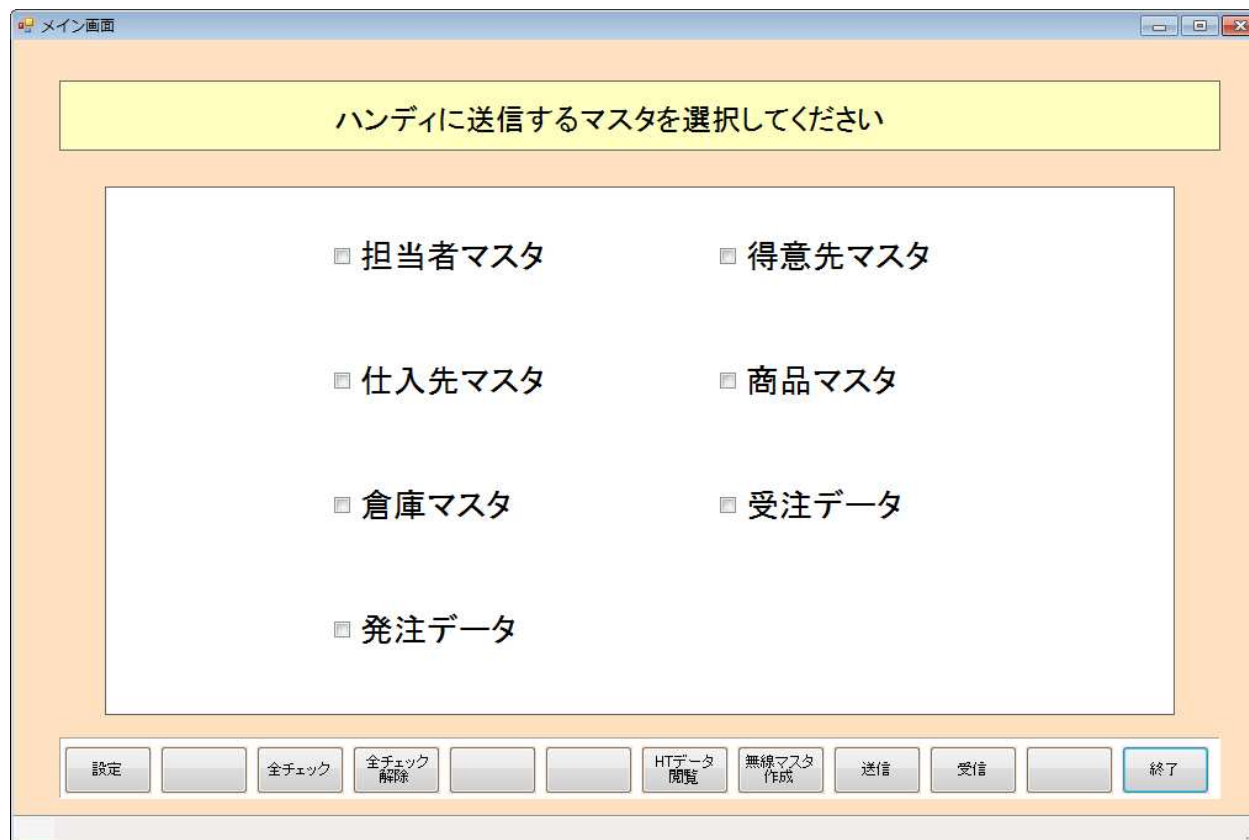 メイン画面
ハンディに送信するマスタを選択してください
担当者マスタ
得意先マスタ
仕入先マスタ
商品マスタ
倉庫マスタ
受注データ
発注データ
設定
全チェック
全チェック
解除
HTデータ
閲覧
無線マスタ
作成
送信
受信
終了